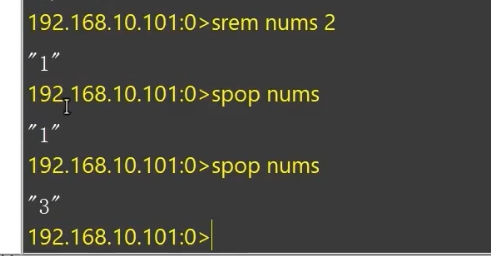 192.168.10.101:0>srem nums 2
"1"
192.168.10.101:0>spop nums
"1"
192.168.10.101:0>spop nums
"3"
192.168.10.101:0>